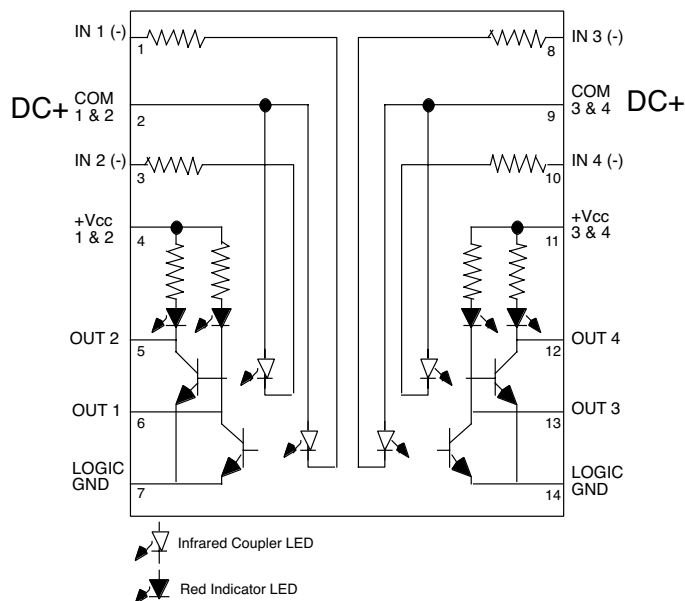 IN 1 (-)
1
IN 3 (-)
8
DC+
COM
1 & 2
2
COM
3 & 4
9
DC+
IN 2 (-)
3
IN 4 (-)
10
+Vcc
1 & 2
4
+Vcc
3 & 4
11
OUT 2
5
OUT 4
12
OUT 1
6
OUT 3
13
LOGIC
GND
7
LOGIC
GND
14
Infrared Coupler LED
Red Indicator LED